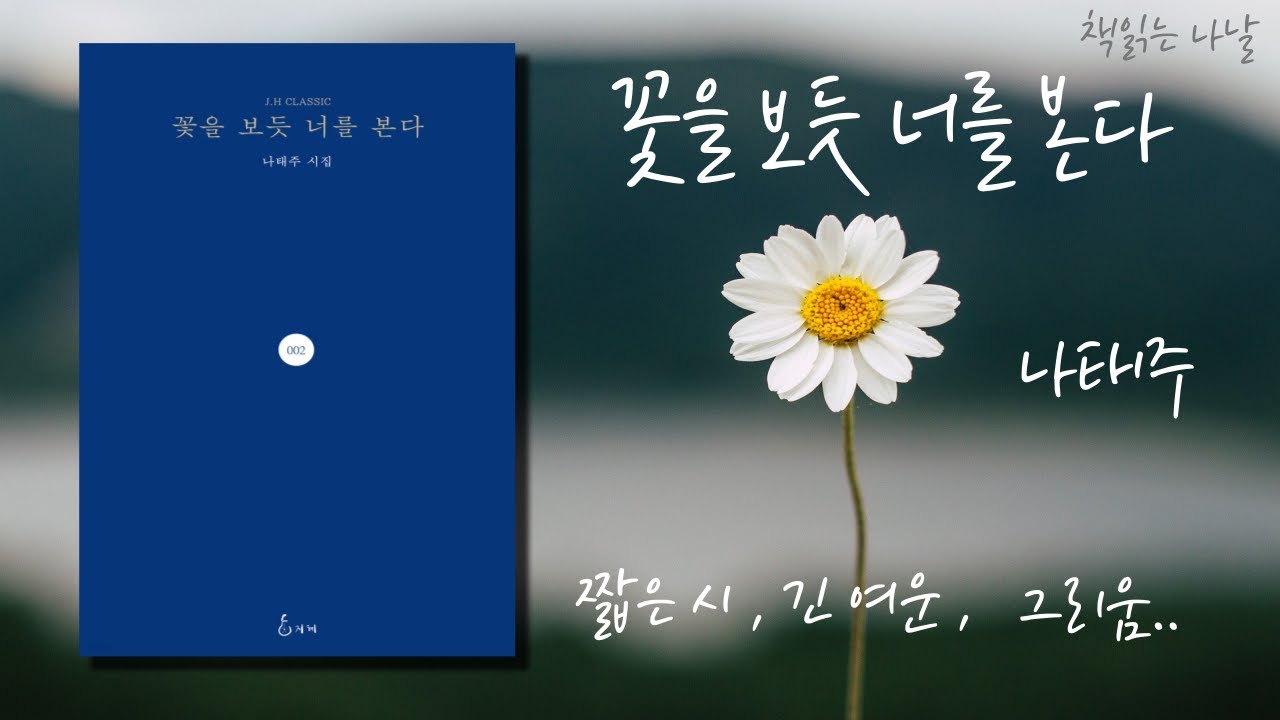 J.H CLASSIC
꽃을 보듯 너를 본다
나태주 시집
002
지혜
책읽는 나날
꽃을 보듯 너를 본다
나태주
짧은 시 , 긴 여운 , 그리움..